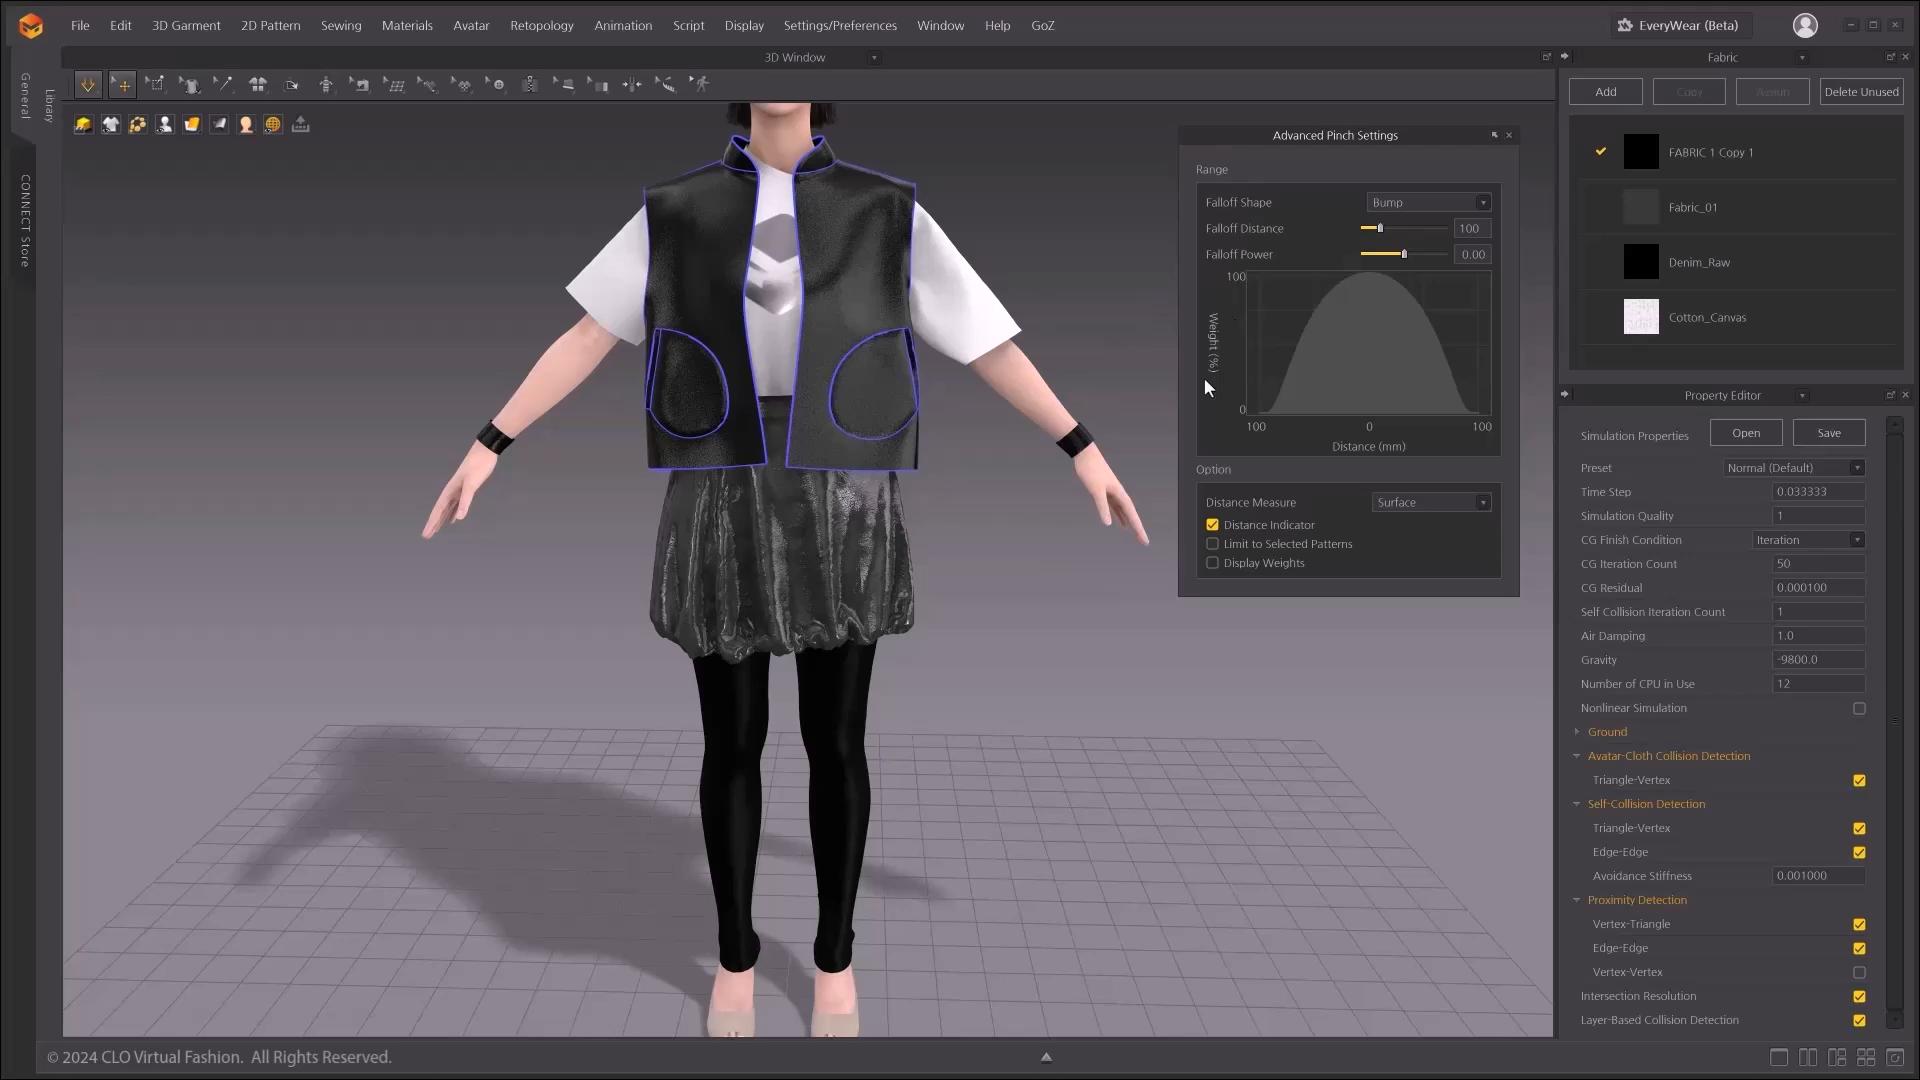 File Edit 3D Garment 2D Pattern Sewing Materials Avatar Retopology Animation Script Display Settings/Preferences Window Help GoZ EveryWear (Beta)
3D Window
General
Library
CONNECT Store
Advanced Pinch Settings
Range
Falloff Shape Bump
Falloff Distance 100
Falloff Power 0.00
100
Weight (%)
0
100 0 100
Distance (mm)
Option
Distance Measure Surface
Distance Indicator
Limit to Selected Patterns
Display Weights
Fabric
Add Copy Assign Delete Unused
FABRIC 1 Copy 1
Fabric_01
Denim_Raw
Cotton_Canvas
Property Editor
Simulation Properties Open Save
Preset Normal (Default)
Time Step 0.033333
Simulation Quality 1
CG Finish Condition Iteration
CG Iteration Count 50
CG Residual 0.000100
Self Collision Iteration Count 1
Air Damping 1.0
Gravity -9800.0
Number of CPU in Use 12
Nonlinear Simulation
Ground
Avatar-Cloth Collision Detection
Triangle-Vertex
Self-Collision Detection
Triangle-Vertex
Edge-Edge
Avoidance Stiffness 0.001000
Proximity Detection
Vertex-Triangle
Edge-Edge
Vertex-Vertex
Intersection Resolution
Layer-Based Collision Detection
© 2024 CLO Virtual Fashion. All Rights Reserved.